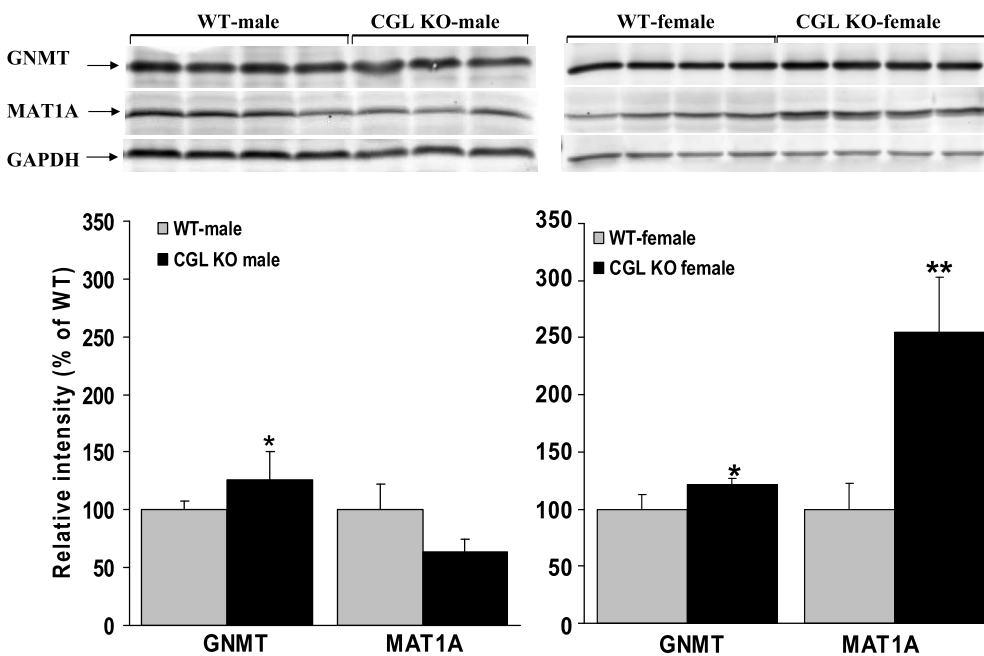 WT-male CGL KO-male WT-female CGL KO-female
GNMT
MAT1A
GAPDH
Relative intensity (% of WT)
350
300
250
200
150
100
50
0
WT-male
CGL KO male
*
GNMT MAT1A
350
300
250
200
150
100
50
0
WT-female
CGL KO female
**
*
GNMT MAT1A